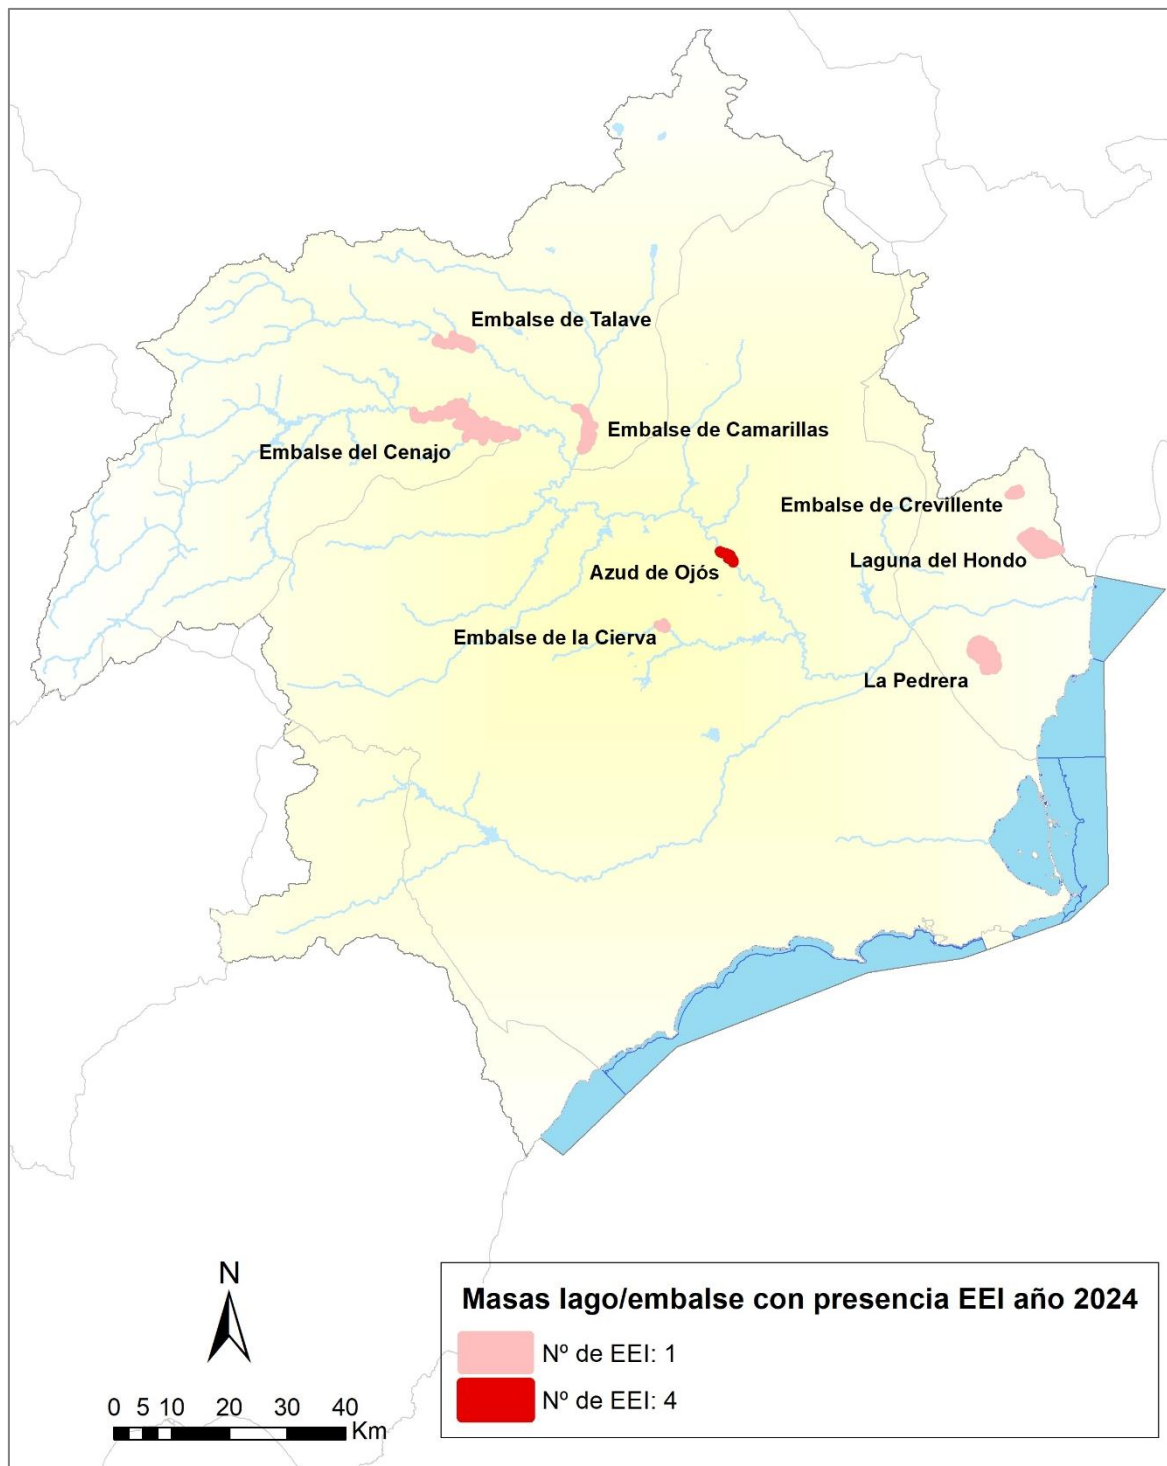 Embalse de Talave
Embalse de Camarillas
Embalse del Cenajo
Embalse de Crevillente
Laguna del Hondo
Azud de Ojós
Embalse de la Cierva
La Pedrera
N
0 5 10 20 30 40
Km
Masas lago/embalse con presencia EEI año 2024
Nº de EEI: 1
Nº de EEI: 4